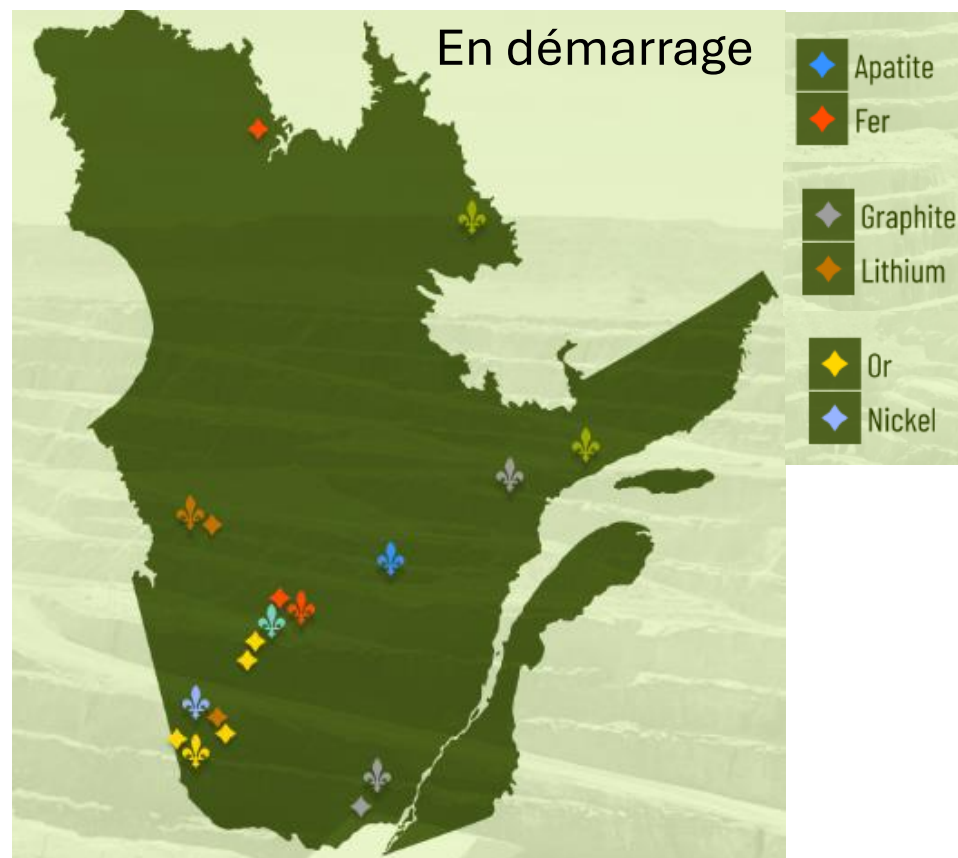 En démarrage
Apatite
Fer
Graphite
Lithium
Or
Nickel